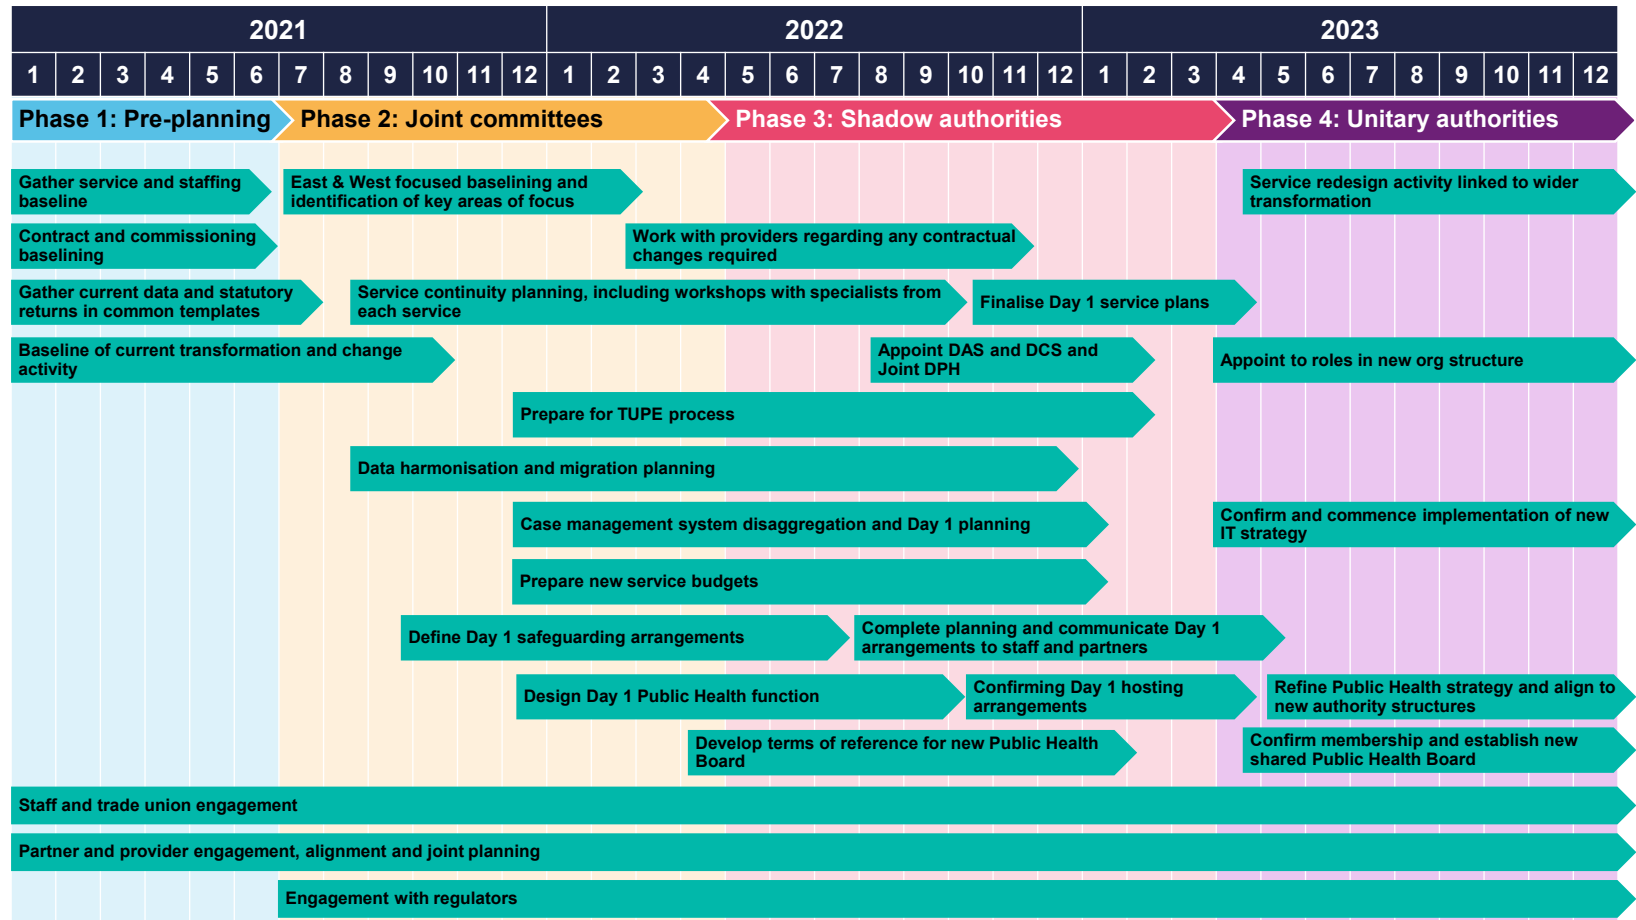 2021 2022 2023
1 2 3 4 5 6 7 8 9 10 11 12 1 2 3 4 5 6 7 8 9 10 11 12 1 2 3 4 5 6 7 8 9 10 11 12
Phase 1: Pre-planning Phase 2: Joint committees Phase 3: Shadow authorities Phase 4: Unitary authorities
Gather service and staffing
baseline
East & West focused baselining and
identification of key areas of focus
Service redesign activity linked to wider
transformation
Contract and commissioning
baselining
Work with providers regarding any contractual
changes required
Gather current data and statutory
returns in common templates
Service continuity planning, including workshops with specialists from
each service
Finalise Day 1 service plans
Baseline of current transformation and change
activity
Appoint DAS and DCS and
Joint DPH
Appoint to roles in new org structure
Prepare for TUPE process
Data harmonisation and migration planning
Case management system disaggregation and Day 1 planning
Confirm and commence implementation of new
IT strategy
Prepare new service budgets
Define Day 1 safeguarding arrangements
Complete planning and communicate Day 1
arrangements to staff and partners
Design Day 1 Public Health function
Confirming Day 1 hosting
arrangements
Refine Public Health strategy and align to
new authority structures
Develop terms of reference for new Public Health
Board
Confirm membership and establish new
shared Public Health Board
Staff and trade union engagement
Partner and provider engagement, alignment and joint planning
Engagement with regulators